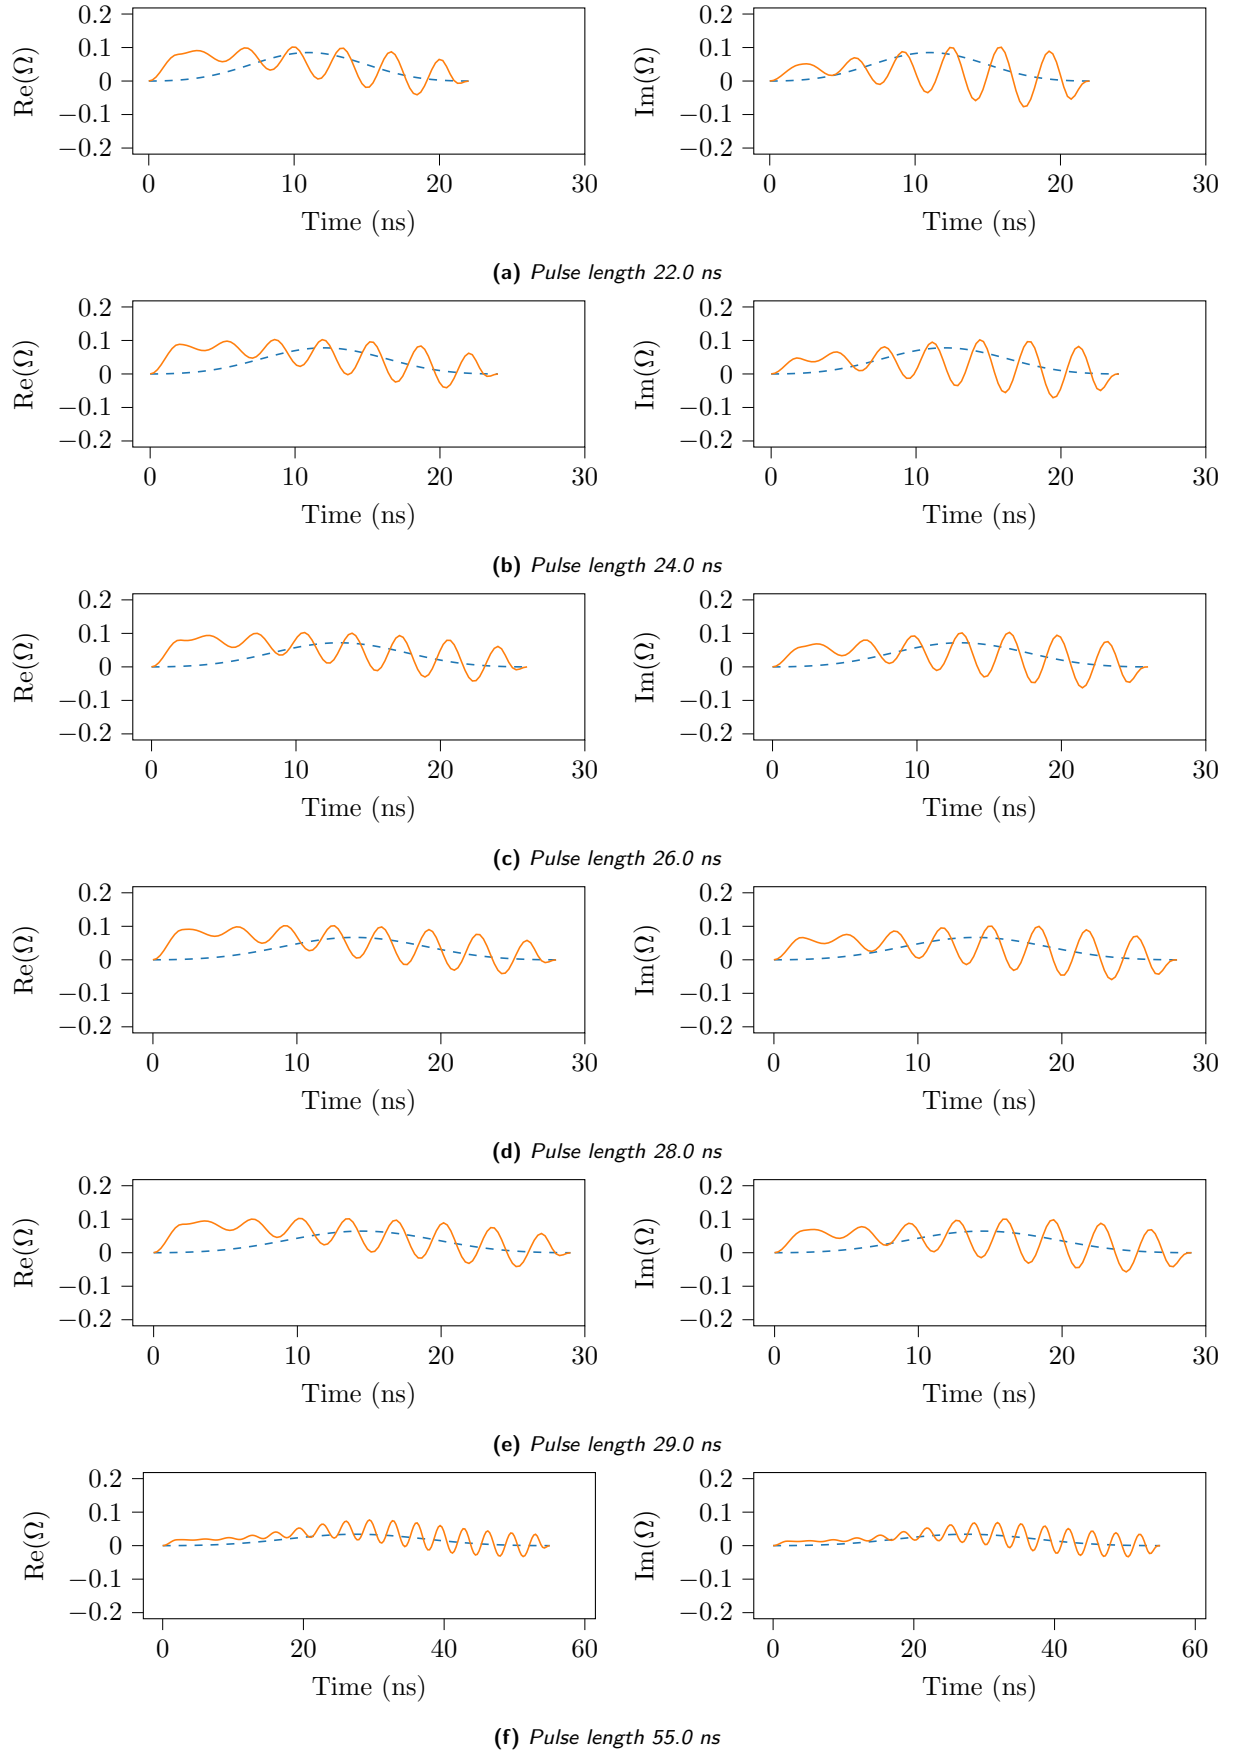 0.2
0.1
0
−0.1
−0.2
Re(Ω)
0 10 20 30
Time (ns)
0.2
0.1
0
−0.1
−0.2
Im(Ω)
0 10 20 30
Time (ns)
(a) Pulse length 22.0 ns
0.2
0.1
0
−0.1
−0.2
Re(Ω)
0 10 20 30
Time (ns)
0.2
0.1
0
−0.1
−0.2
Im(Ω)
0 10 20 30
Time (ns)
(b) Pulse length 24.0 ns
0.2
0.1
0
−0.1
−0.2
Re(Ω)
0 10 20 30
Time (ns)
0.2
0.1
0
−0.1
−0.2
Im(Ω)
0 10 20 30
Time (ns)
(c) Pulse length 26.0 ns
0.2
0.1
0
−0.1
−0.2
Re(Ω)
0 10 20 30
Time (ns)
0.2
0.1
0
−0.1
−0.2
Im(Ω)
0 10 20 30
Time (ns)
(d) Pulse length 28.0 ns
0.2
0.1
0
−0.1
−0.2
Re(Ω)
0 10 20 30
Time (ns)
0.2
0.1
0
−0.1
−0.2
Im(Ω)
0 10 20 30
Time (ns)
(e) Pulse length 29.0 ns
0.2
0.1
0
−0.1
−0.2
Re(Ω)
0 20 40 60
Time (ns)
0.2
0.1
0
−0.1
−0.2
Im(Ω)
0 20 40 60
Time (ns)
(f) Pulse length 55.0 ns